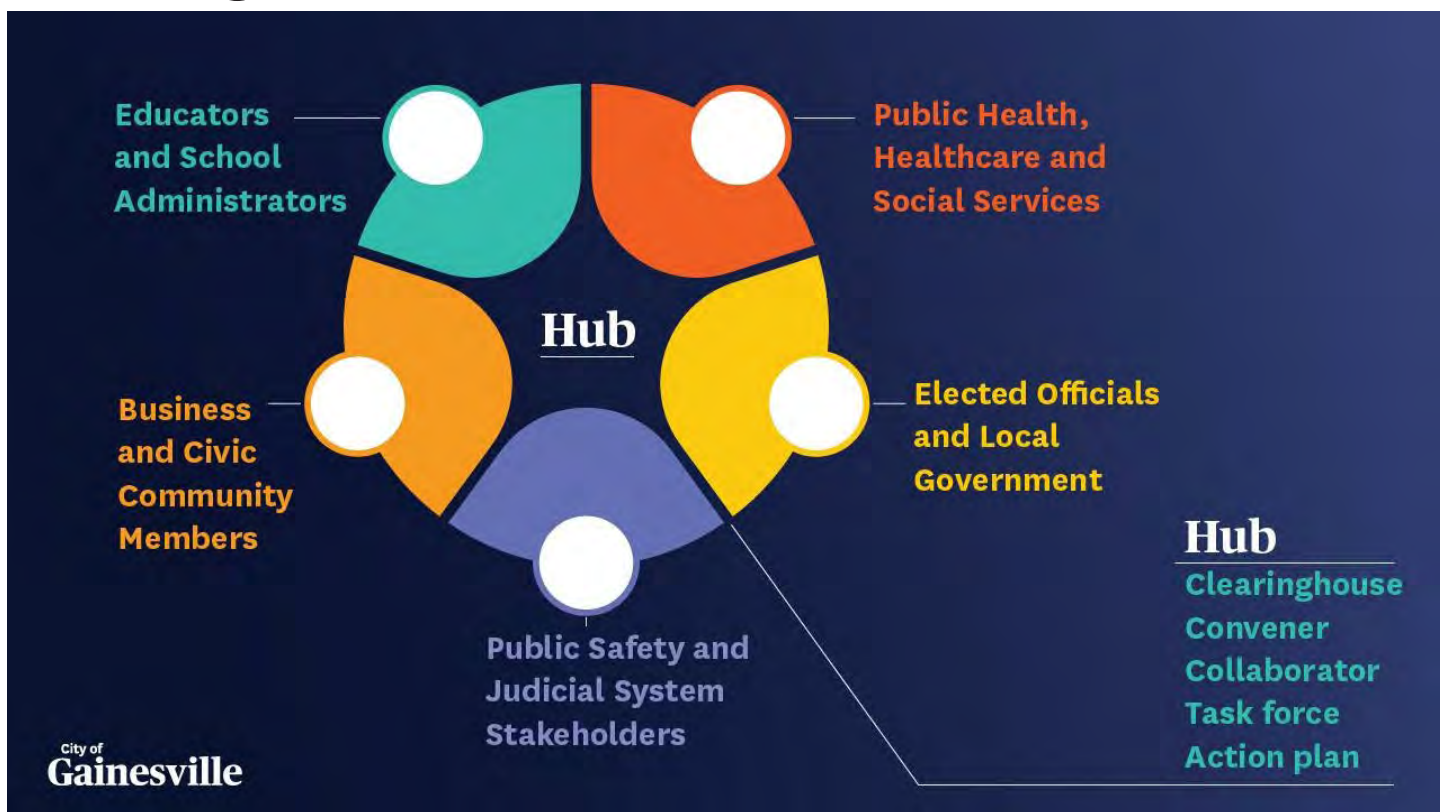 Educators
and School
Administrators
Public Health,
Healthcare and
Social Services
Hub
Business
and Civic
Community
Members
Elected Officials
and Local
Government
Public Safety and
Judicial System
Stakeholders
Hub
Clearinghouse
Convener
Collaborator
Task force
Action plan
City of
Gainesville